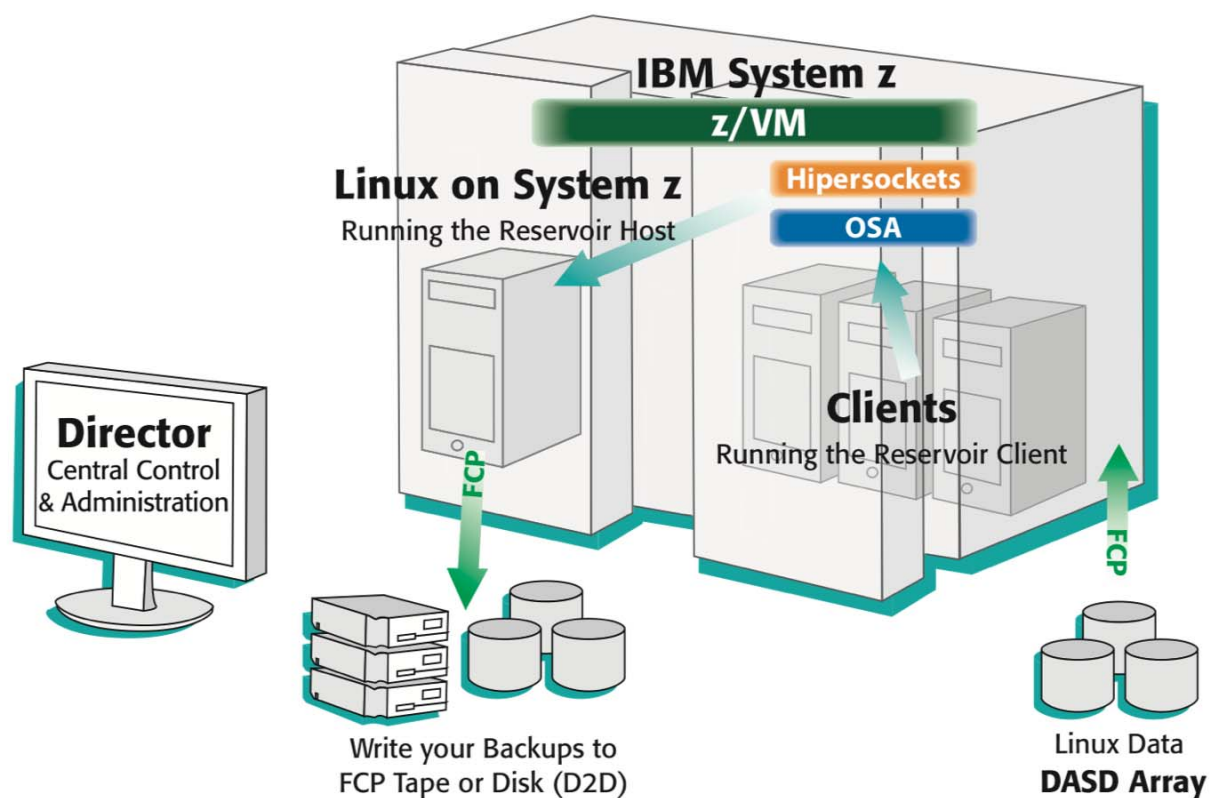 IBM System z
z/VM
Hipersockets
OSA
Linux on System z
Running the Reservoir Host
Clients
Running the Reservoir Client
Director
Central Control
& Administration
FCP
FCP
Write your Backups to
FCP Tape or Disk (D2D)
Linux Data
DASD Array